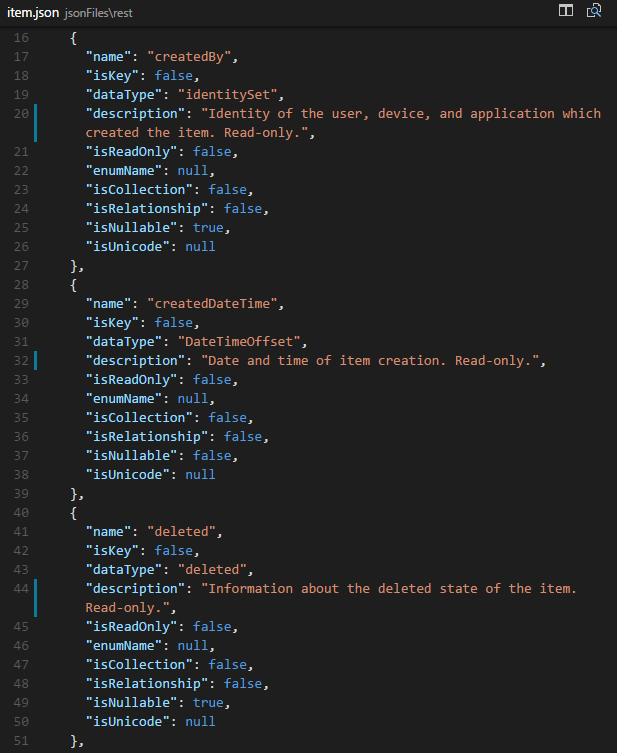 item.json jsonFiles\rest
16 {
17 "name": "createdBy",
18 "isKey": false,
19 "dataType": "identitySet",
20 "description": "Identity of the user, device, and application which
created the item. Read-only.",
21 "isReadOnly": false,
22 "enumName": null,
23 "isCollection": false,
24 "isRelationship": false,
25 "isNullable": true,
26 "isUnicode": null
27 },
28 {
29 "name": "createdDateTime",
30 "isKey": false,
31 "dataType": "DateTimeOffset",
32 "description": "Date and time of item creation. Read-only.",
33 "isReadOnly": false,
34 "enumName": null,
35 "isCollection": false,
36 "isRelationship": false,
37 "isNullable": false,
38 "isUnicode": null
39 },
40 {
41 "name": "deleted",
42 "isKey": false,
43 "dataType": "deleted",
44 "description": "Information about the deleted state of the item.
Read-only.",
45 "isReadOnly": false,
46 "enumName": null,
47 "isCollection": false,
48 "isRelationship": false,
49 "isNullable": true,
50 "isUnicode": null
51 },